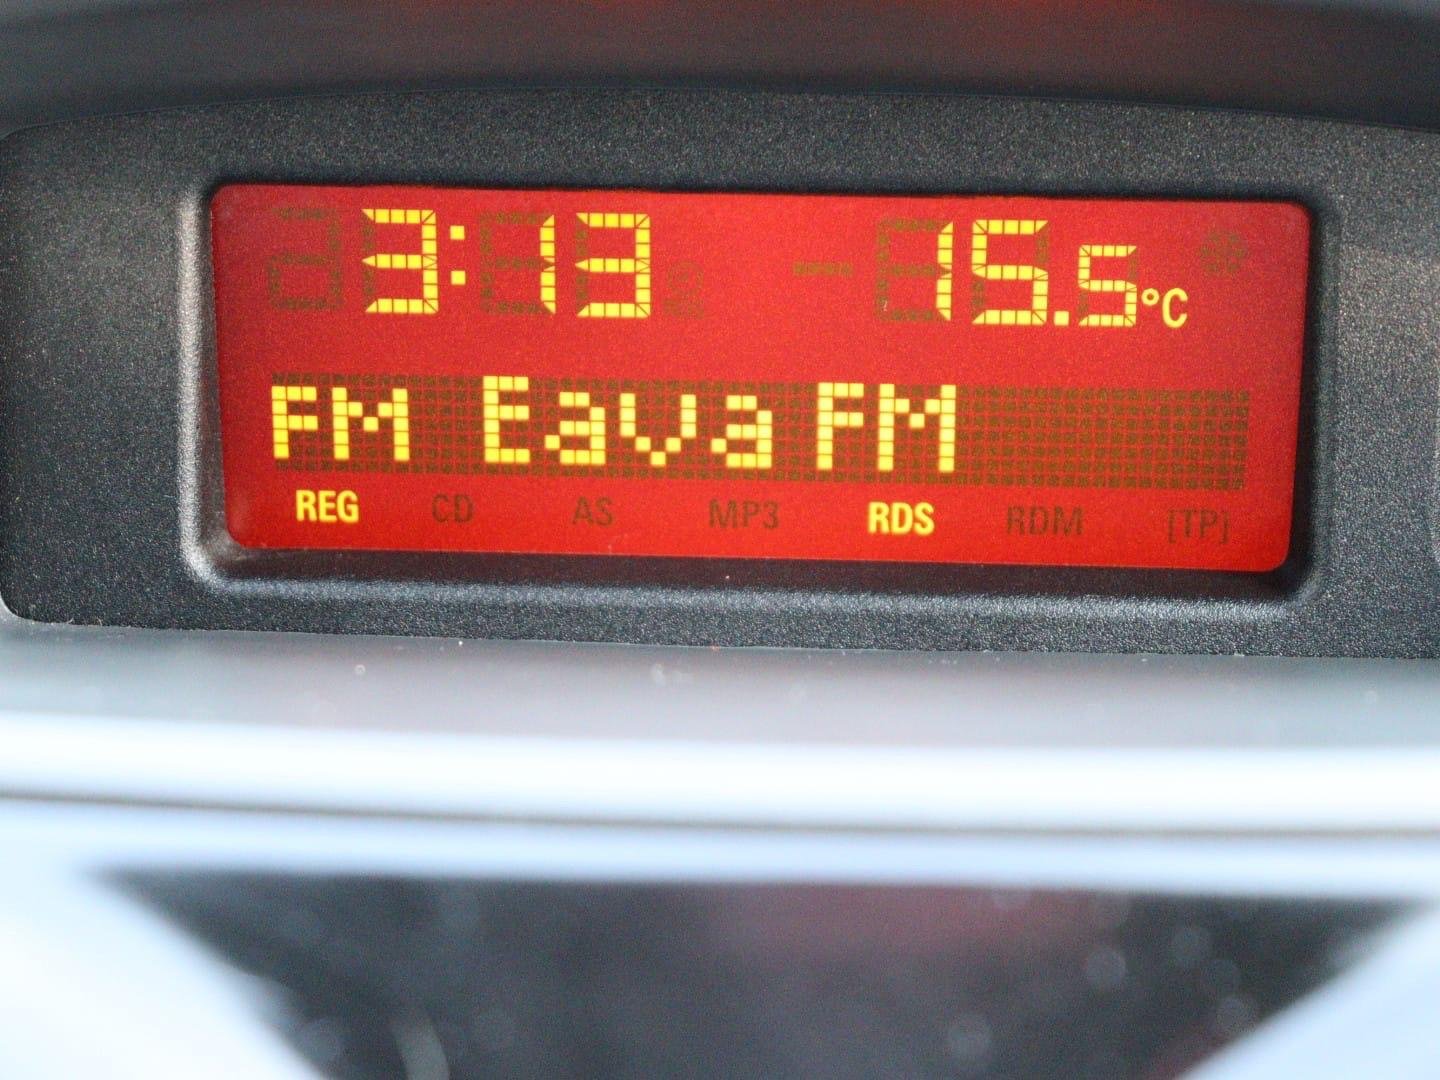 3:13 15.5°C
FM Eava FM
REG CD AS MP3 RDS RDM [TP]